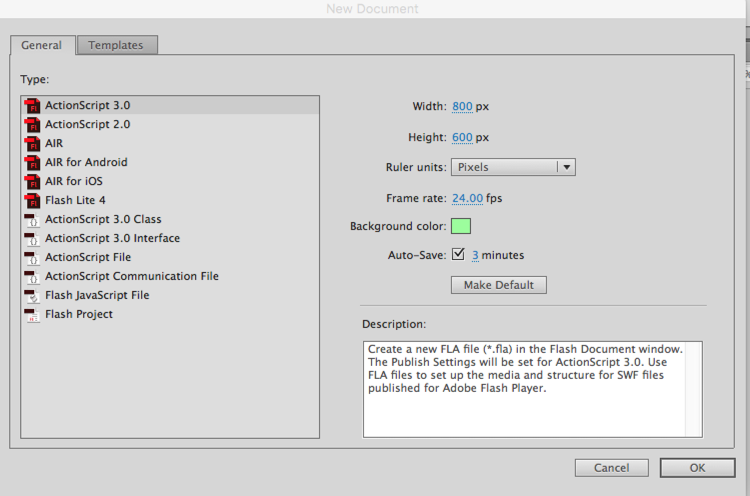 New Document
General
Templates
Type:
ActionScript 3.0
ActionScript 2.0
AIR
AIR for Android
AIR for iOS
Flash Lite 4
ActionScript 3.0 Class
ActionScript 3.0 Interface
ActionScript File
ActionScript Communication File
Flash JavaScript File
Flash Project
Width: 800 px
Height: 600 px
Ruler units: Pixels
Frame rate: 24.00 fps
Background color:
Auto-Save: 3 minutes
Make Default
Description:
Create a new FLA file (*.fla) in the Flash Document window.
The Publish Settings will be set for ActionScript 3.0. Use
FLA files to set up the media and structure for SWF files
published for Adobe Flash Player.
Cancel
OK